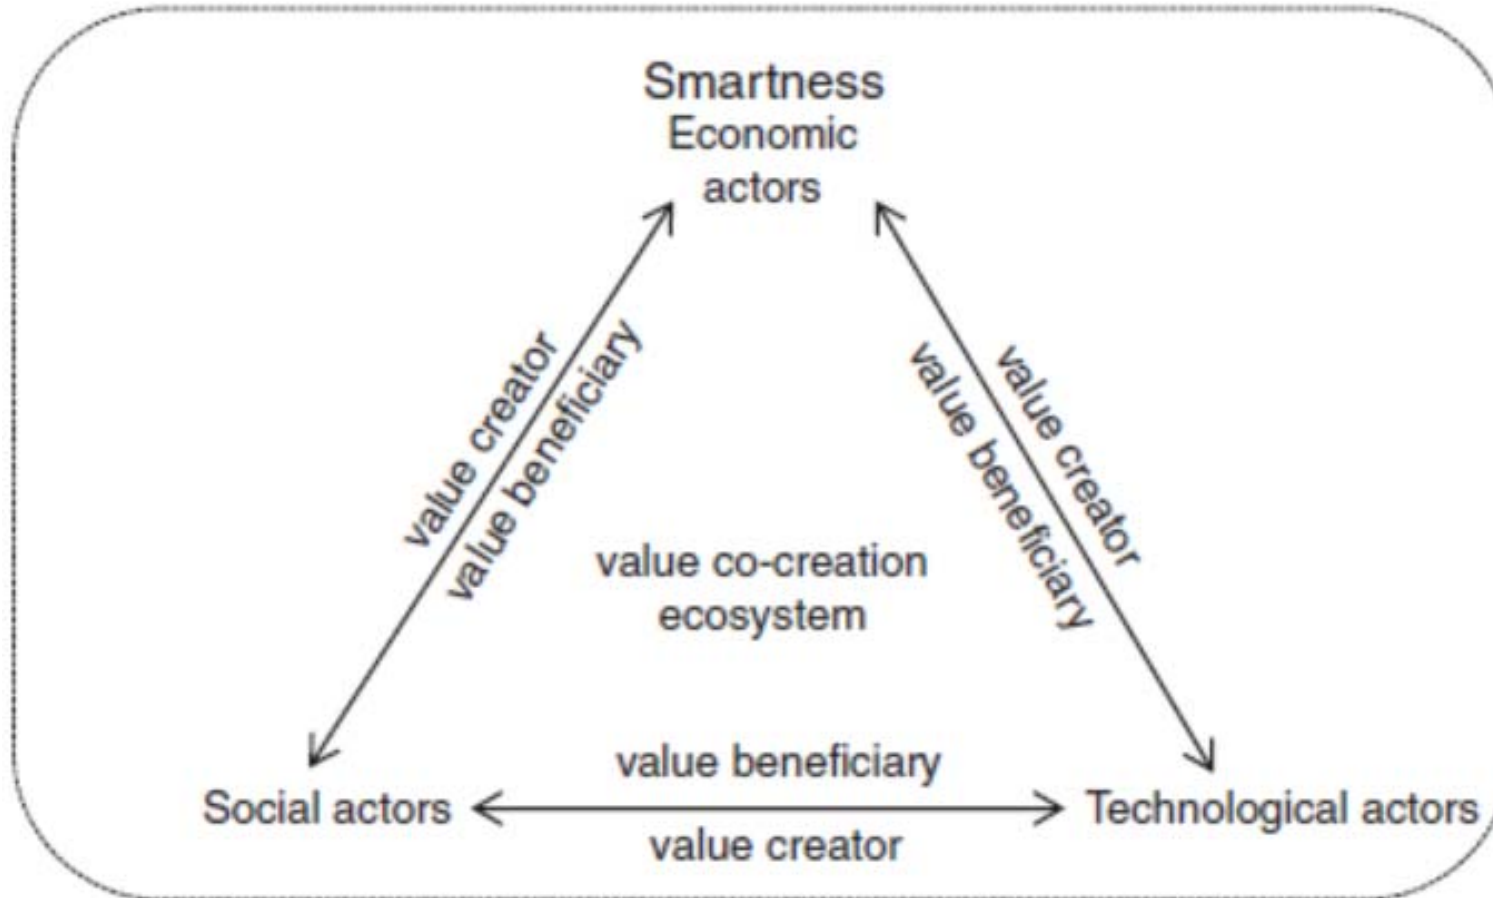 Smartness
Economic
actors
value creator
value beneficiary
value creator
value beneficiary
value co-creation
ecosystem
value beneficiary
Social actors
Technological actors
value creator